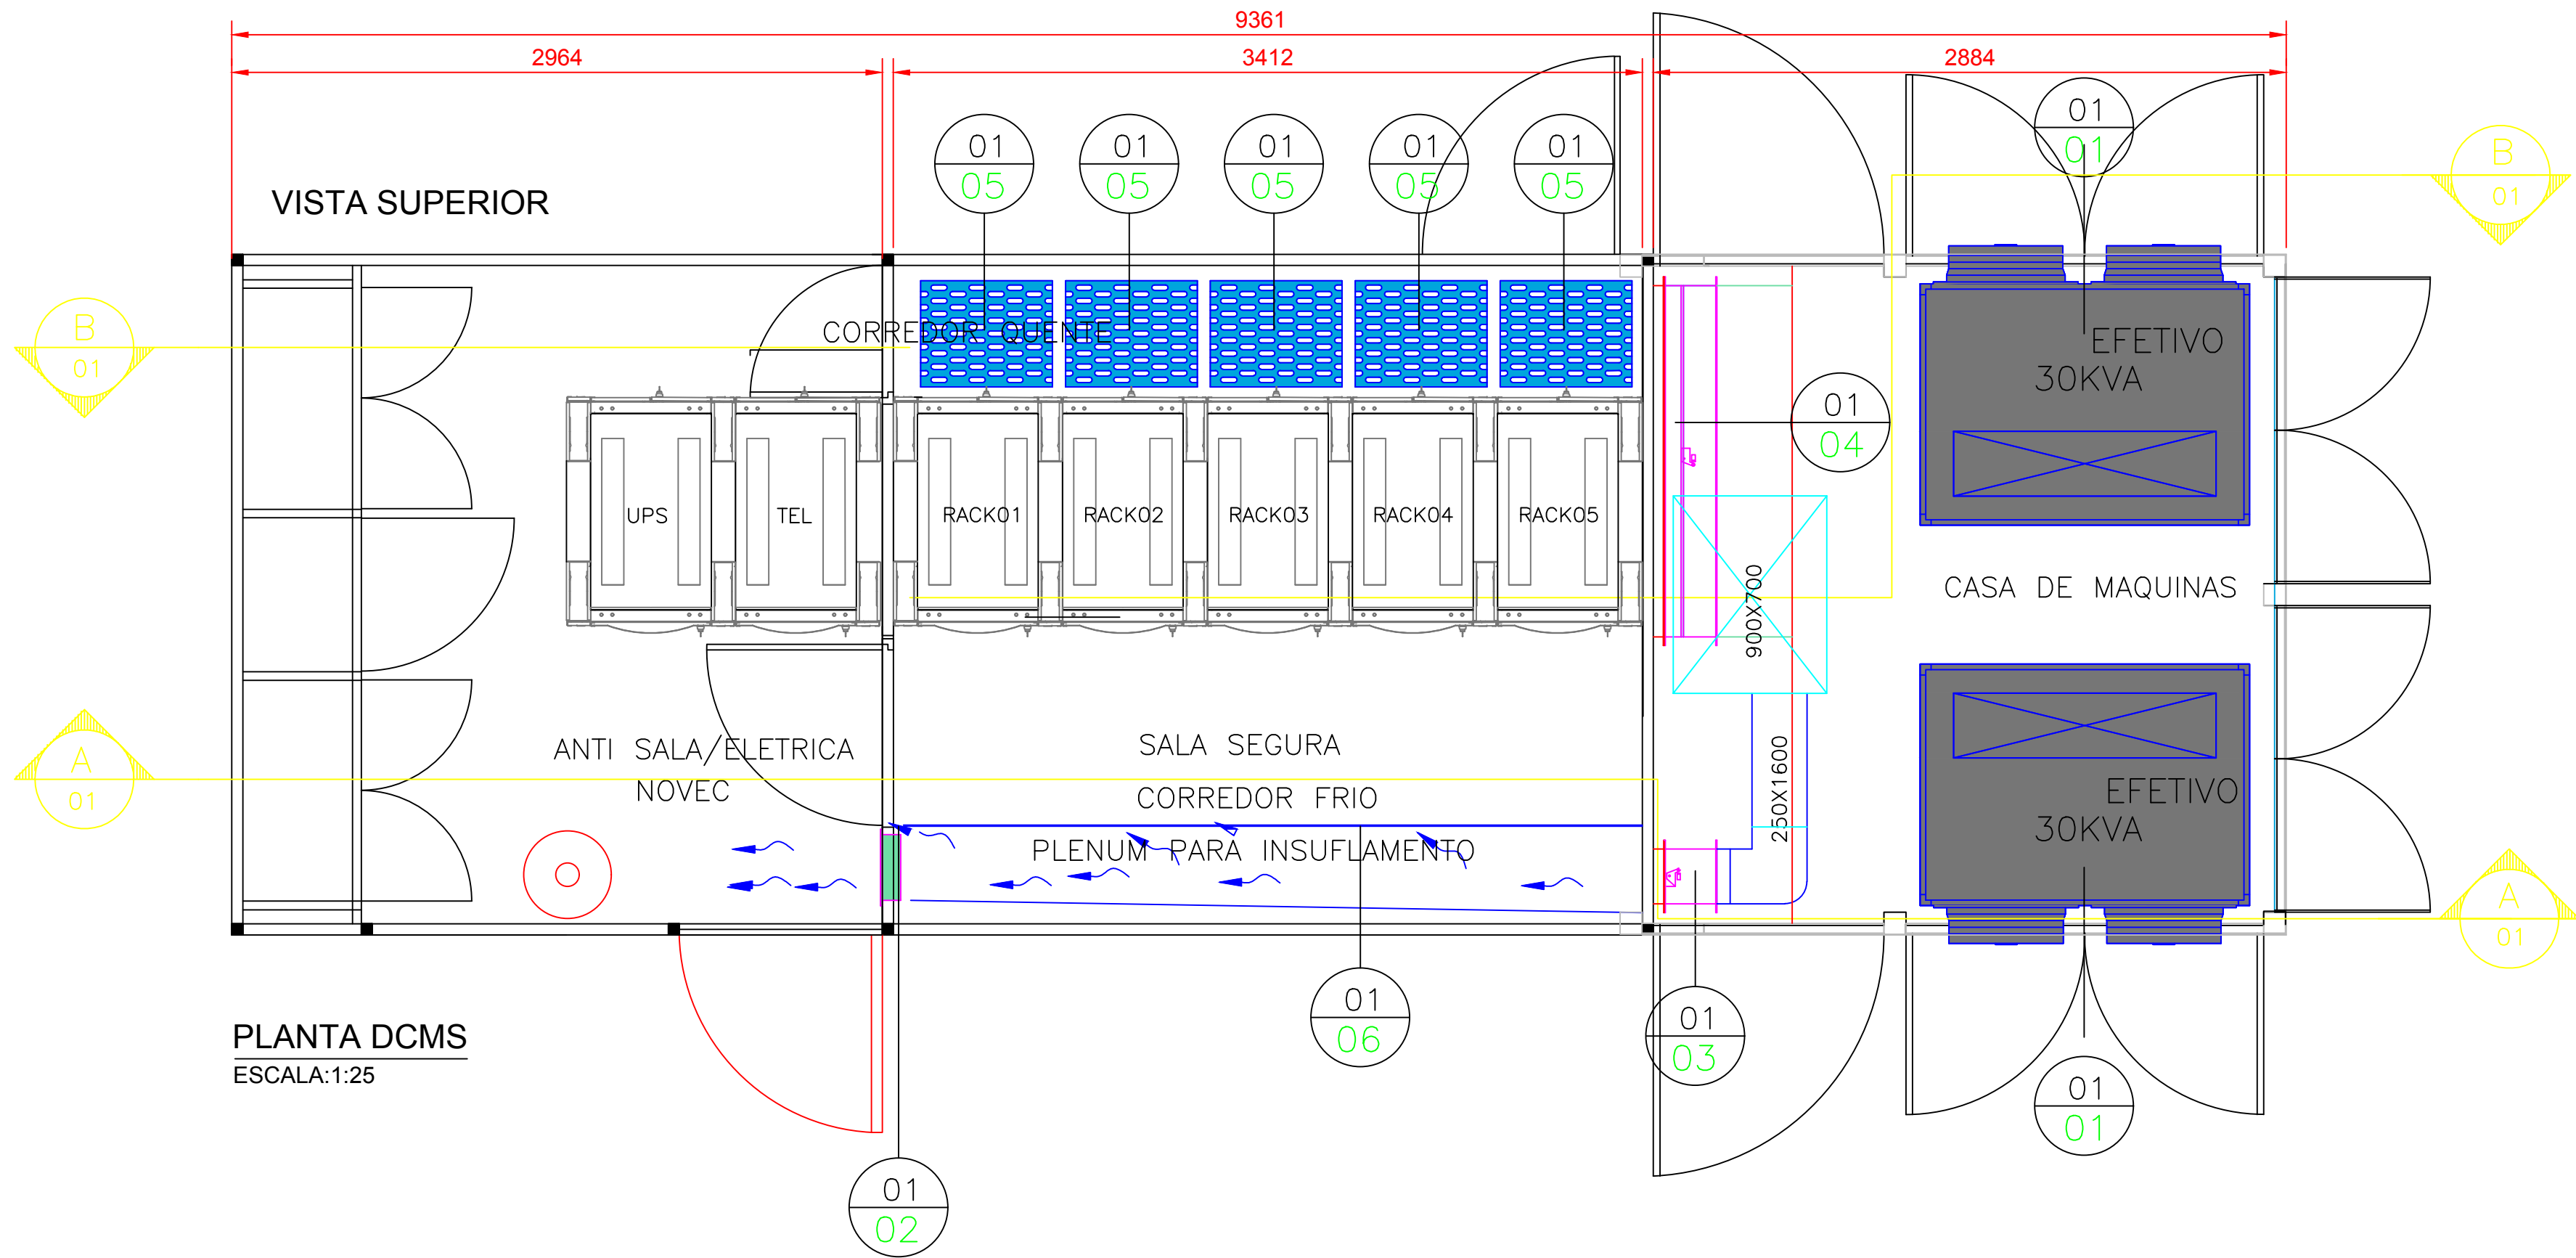 9361
2964
3412
2884
VISTA SUPERIOR
01
05
01
05
01
05
01
05
01
05
01
01
B
01
B
01
CORREDOR QUENTE
EFETIVO
30KVA
01
04
UPS
TEL
RACK01
RACK02
RACK03
RACK04
RACK05
900X700
CASA DE MAQUINAS
A
01
ANTI SALA/ELETRICA
NOVEC
SALA SEGURA
CORREDOR FRIO
PLENUM PARA INSUFLAMENTO
250X1600
EFETIVO
30KVA
A
01
PLANTA DCMS
ESCALA:1:25
01
06
01
03
01
01
01
02